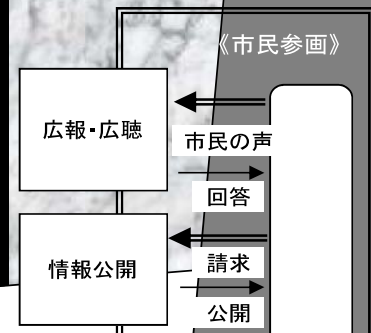 《市民参画》
広報・広聴
市民の声
回答
情報公開
請求
公開